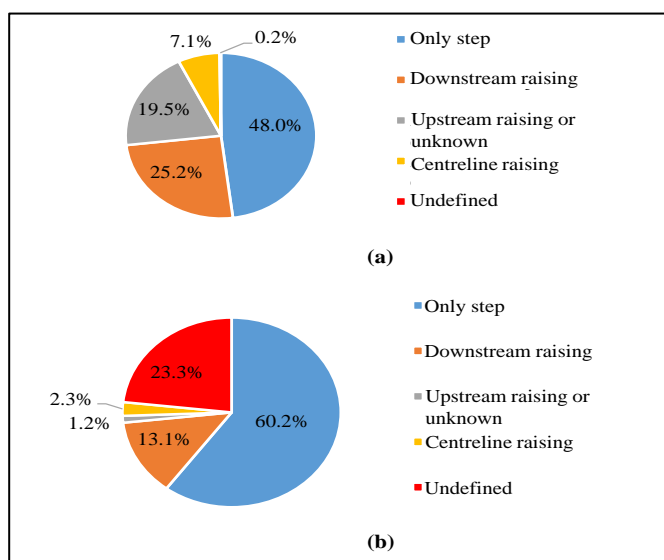 7.1%
0.2%
19.5%
48.0%
25.2%
Only step
Downstream raising
Upstream raising or
unknown
Centreline raising
Undefined
(a)
23.3%
2.3%
1.2%
13.1%
60.2%
Only step
Downstream raising
Upstream raising or
unknown
Centreline raising
Undefined
(b)